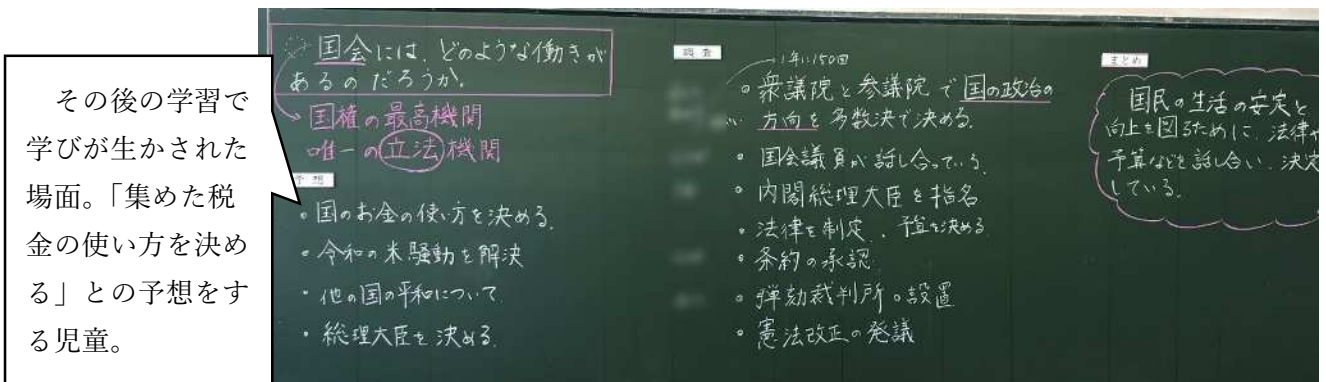 その後の学習で
学びが生かされた
場面。「集めた税
金の使い方を決め
る」との予想をす
る児童。
国会には、どのような働きが
あるのだろうか。
国権の最高機関
唯一の立法機関
予想
・国のお金の使い方を決める。
・令和の米騒動を解決
・他の国の平和について
・総理大臣を決める。
調査
1年に150回
・衆議院と参議院で国の政治の
方向を多数決で決める。
・国会議員が話し合っている。
・内閣総理大臣を指名
・法律を制定、予算を決める
・条約の承認
・弾劾裁判所の設置
・憲法改正の発議
まとめ
国民の生活の安定と
向上を図るために、法律や
予算などを話し合い、決定
している。